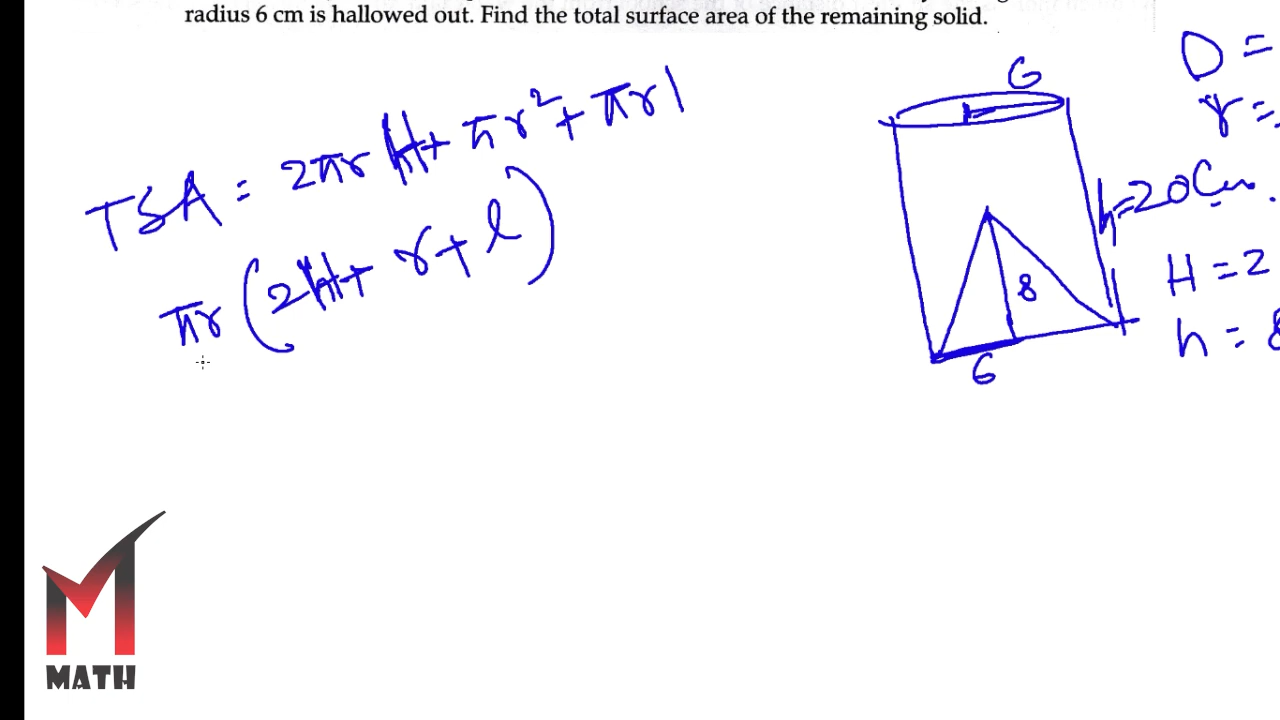 radius 6 cm is hallowed out. Find the total surface area of the remaining solid.
TSA = 2πr H + πr² + πrl
πr (2H + r + l)
6
D =
r =
h=20Cm
8
H = 2
h = 8
6
MATH